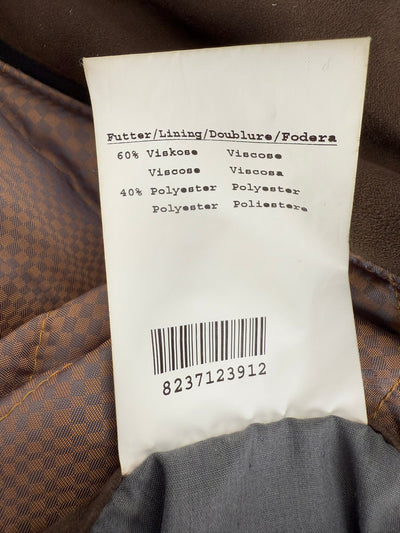 Futter/Lining/Doublure/Fodera
60% Viskose Viscose
Viscose Viscosa
40% Polyester Polyester
Polyester Poliestere
8237123912